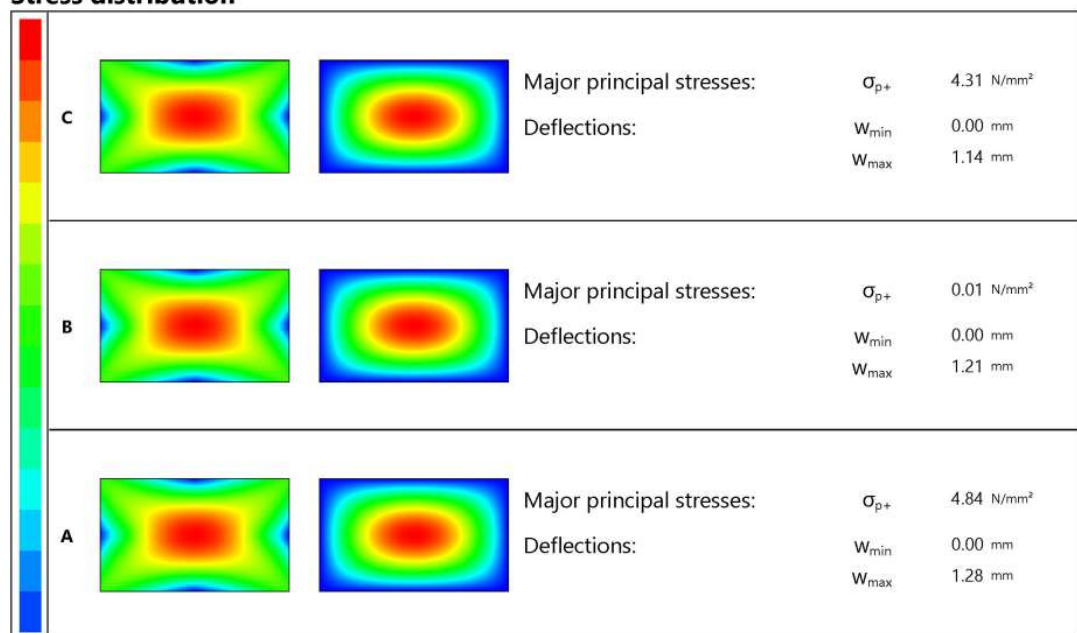 Stress distribution
C
Major principal stresses: σp+ 4.31 N/mm²
Deflections: wmin 0.00 mm
wmax 1.14 mm
B
Major principal stresses: σp+ 0.01 N/mm²
Deflections: wmin 0.00 mm
wmax 1.21 mm
A
Major principal stresses: σp+ 4.84 N/mm²
Deflections: wmin 0.00 mm
wmax 1.28 mm